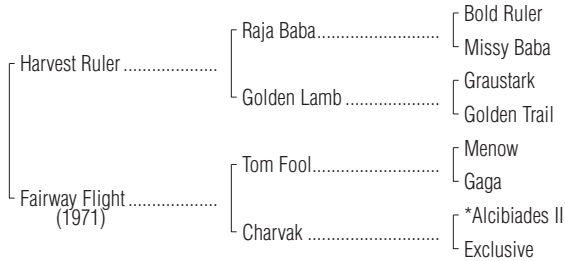 Bold Ruler
Raja Baba
Missy Baba
Harvest Ruler
Graustark
Golden Lamb
Golden Trail
Menow
Tom Fool
Gaga
Fairway Flight
(1971)
*Alcibiades II
Charvak
Exclusive